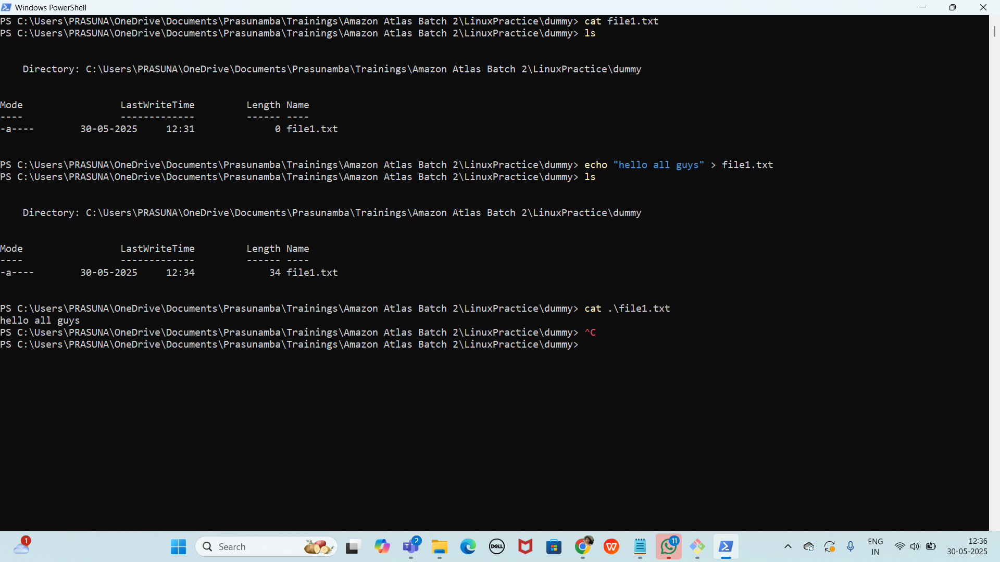 Windows PowerShell
PS C:\Users\PRASUNA\OneDrive\Documents\Prasunamba\Trainings\Amazon Atlas Batch 2\LinuxPractice\dummy> cat file1.txt
PS C:\Users\PRASUNA\OneDrive\Documents\Prasunamba\Trainings\Amazon Atlas Batch 2\LinuxPractice\dummy> ls
Directory: C:\Users\PRASUNA\OneDrive\Documents\Prasunamba\Trainings\Amazon Atlas Batch 2\LinuxPractice\dummy
Mode LastWriteTime Length Name
---- ------------- ------ ----
-a---- 30-05-2025 12:31 0 file1.txt
PS C:\Users\PRASUNA\OneDrive\Documents\Prasunamba\Trainings\Amazon Atlas Batch 2\LinuxPractice\dummy> echo "hello all guys" > file1.txt
PS C:\Users\PRASUNA\OneDrive\Documents\Prasunamba\Trainings\Amazon Atlas Batch 2\LinuxPractice\dummy> ls
Directory: C:\Users\PRASUNA\OneDrive\Documents\Prasunamba\Trainings\Amazon Atlas Batch 2\LinuxPractice\dummy
Mode LastWriteTime Length Name
---- ------------- ------ ----
-a---- 30-05-2025 12:34 34 file1.txt
PS C:\Users\PRASUNA\OneDrive\Documents\Prasunamba\Trainings\Amazon Atlas Batch 2\LinuxPractice\dummy> cat .\file1.txt
hello all guys
PS C:\Users\PRASUNA\OneDrive\Documents\Prasunamba\Trainings\Amazon Atlas Batch 2\LinuxPractice\dummy> ^C
PS C:\Users\PRASUNA\OneDrive\Documents\Prasunamba\Trainings\Amazon Atlas Batch 2\LinuxPractice\dummy>
1
Search
2
T
DELL
W
11
ENG
IN
12:36
30-05-2025